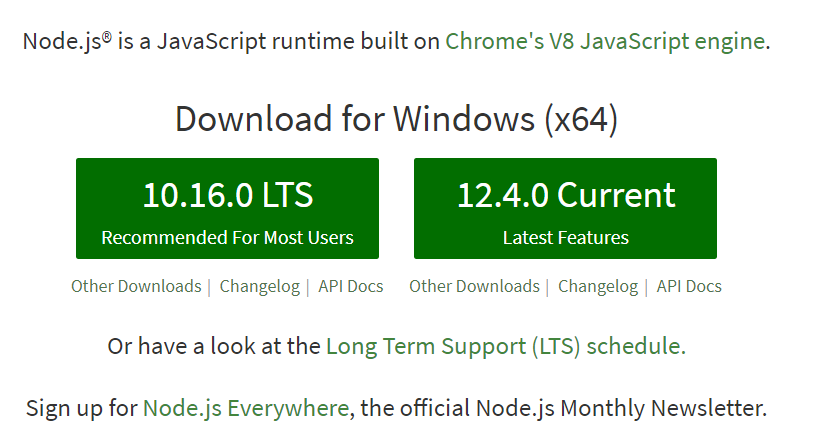 Node.js® is a JavaScript runtime built on Chrome's V8 JavaScript engine.
Download for Windows (x64)
10.16.0 LTS
Recommended For Most Users
12.4.0 Current
Latest Features
Other Downloads | Changelog | API Docs
Other Downloads | Changelog | API Docs
Or have a look at the Long Term Support (LTS) schedule.
Sign up for Node.js Everywhere, the official Node.js Monthly Newsletter.